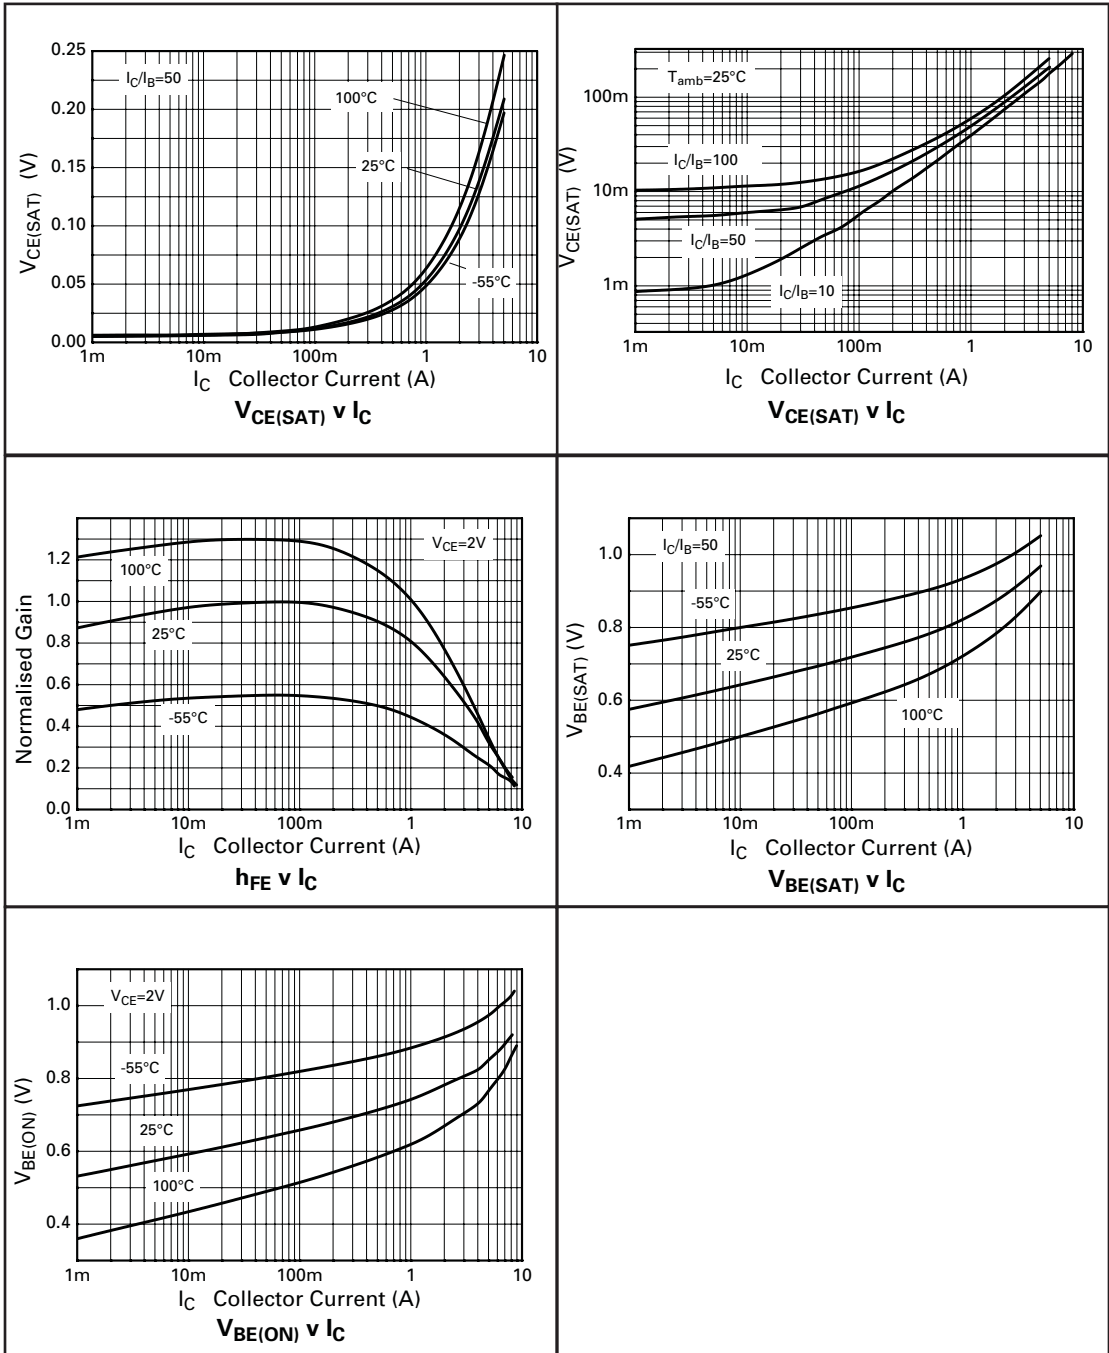 0.25
0.20
0.15
0.10
0.05
0.00
V_CE(SAT) (V)
I_C/I_B=50
100°C
25°C
-55°C
1m 10m 100m 1 10
I_C Collector Current (A)
V_CE(SAT) v I_C
100m
10m
1m
V_CE(SAT) (V)
T_amb=25°C
I_C/I_B=100
I_C/I_B=50
I_C/I_B=10
1m 10m 100m 1 10
I_C Collector Current (A)
V_CE(SAT) v I_C
1.2
1.0
0.8
0.6
0.4
0.2
0.0
Normalised Gain
V_CE=2V
100°C
25°C
-55°C
1m 10m 100m 1 10
I_C Collector Current (A)
h_FE v I_C
1.0
0.8
0.6
0.4
V_BE(SAT) (V)
I_C/I_B=50
-55°C
25°C
100°C
1m 10m 100m 1 10
I_C Collector Current (A)
V_BE(SAT) v I_C
1.0
0.8
0.6
0.4
V_BE(ON) (V)
V_CE=2V
-55°C
25°C
100°C
1m 10m 100m 1 10
I_C Collector Current (A)
V_BE(ON) v I_C